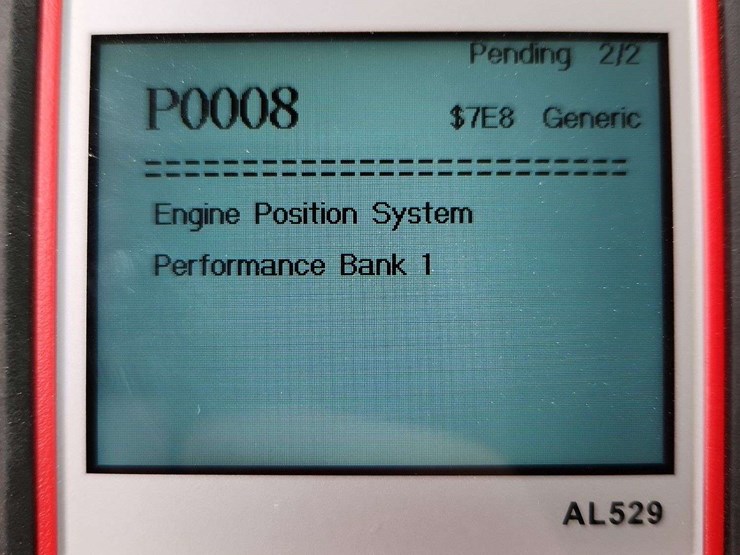 Pending 2/2
P0008 $7E8 Generic
================================
Engine Position System
Performance Bank 1
AL529